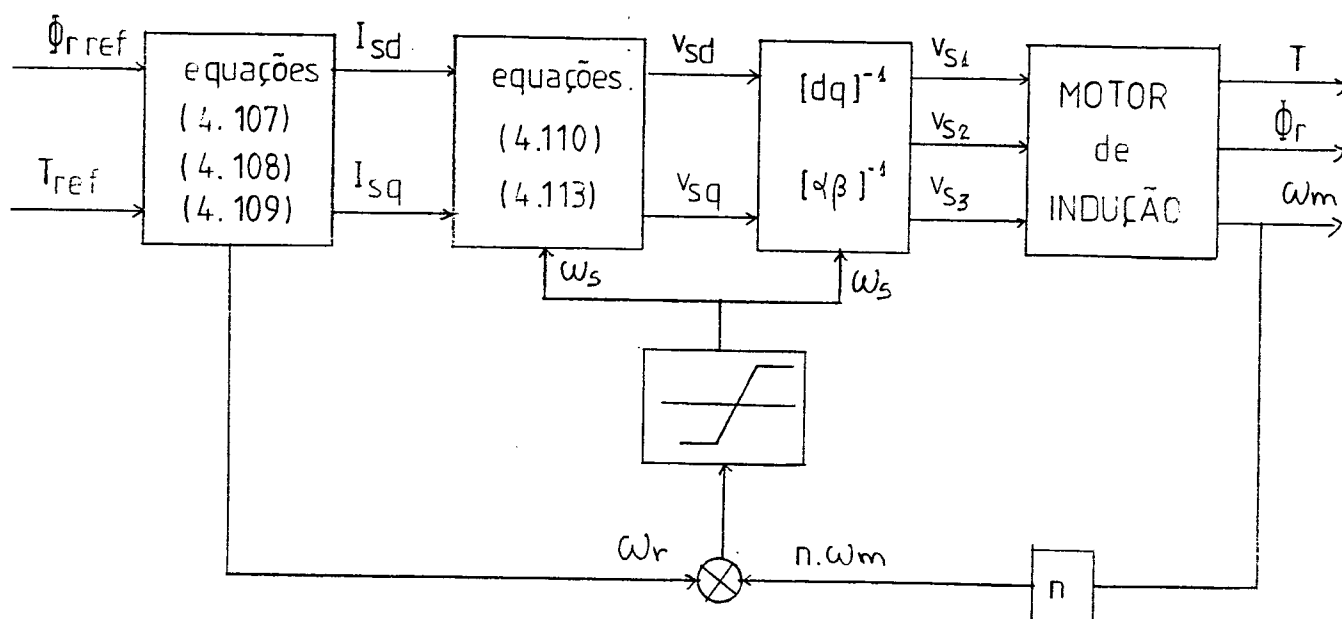 Φr ref
Tref
equações
(4.107)
(4.108)
(4.109)
Isd
Isq
equações.
(4.110)
(4.113)
vsd
vsq
[dq]⁻¹
[αβ]⁻¹
vS1
vS2
vS3
MOTOR
de
INDUÇÃO
T
Φr
ωm
ωs
ωs
ωr
n.ωm
n